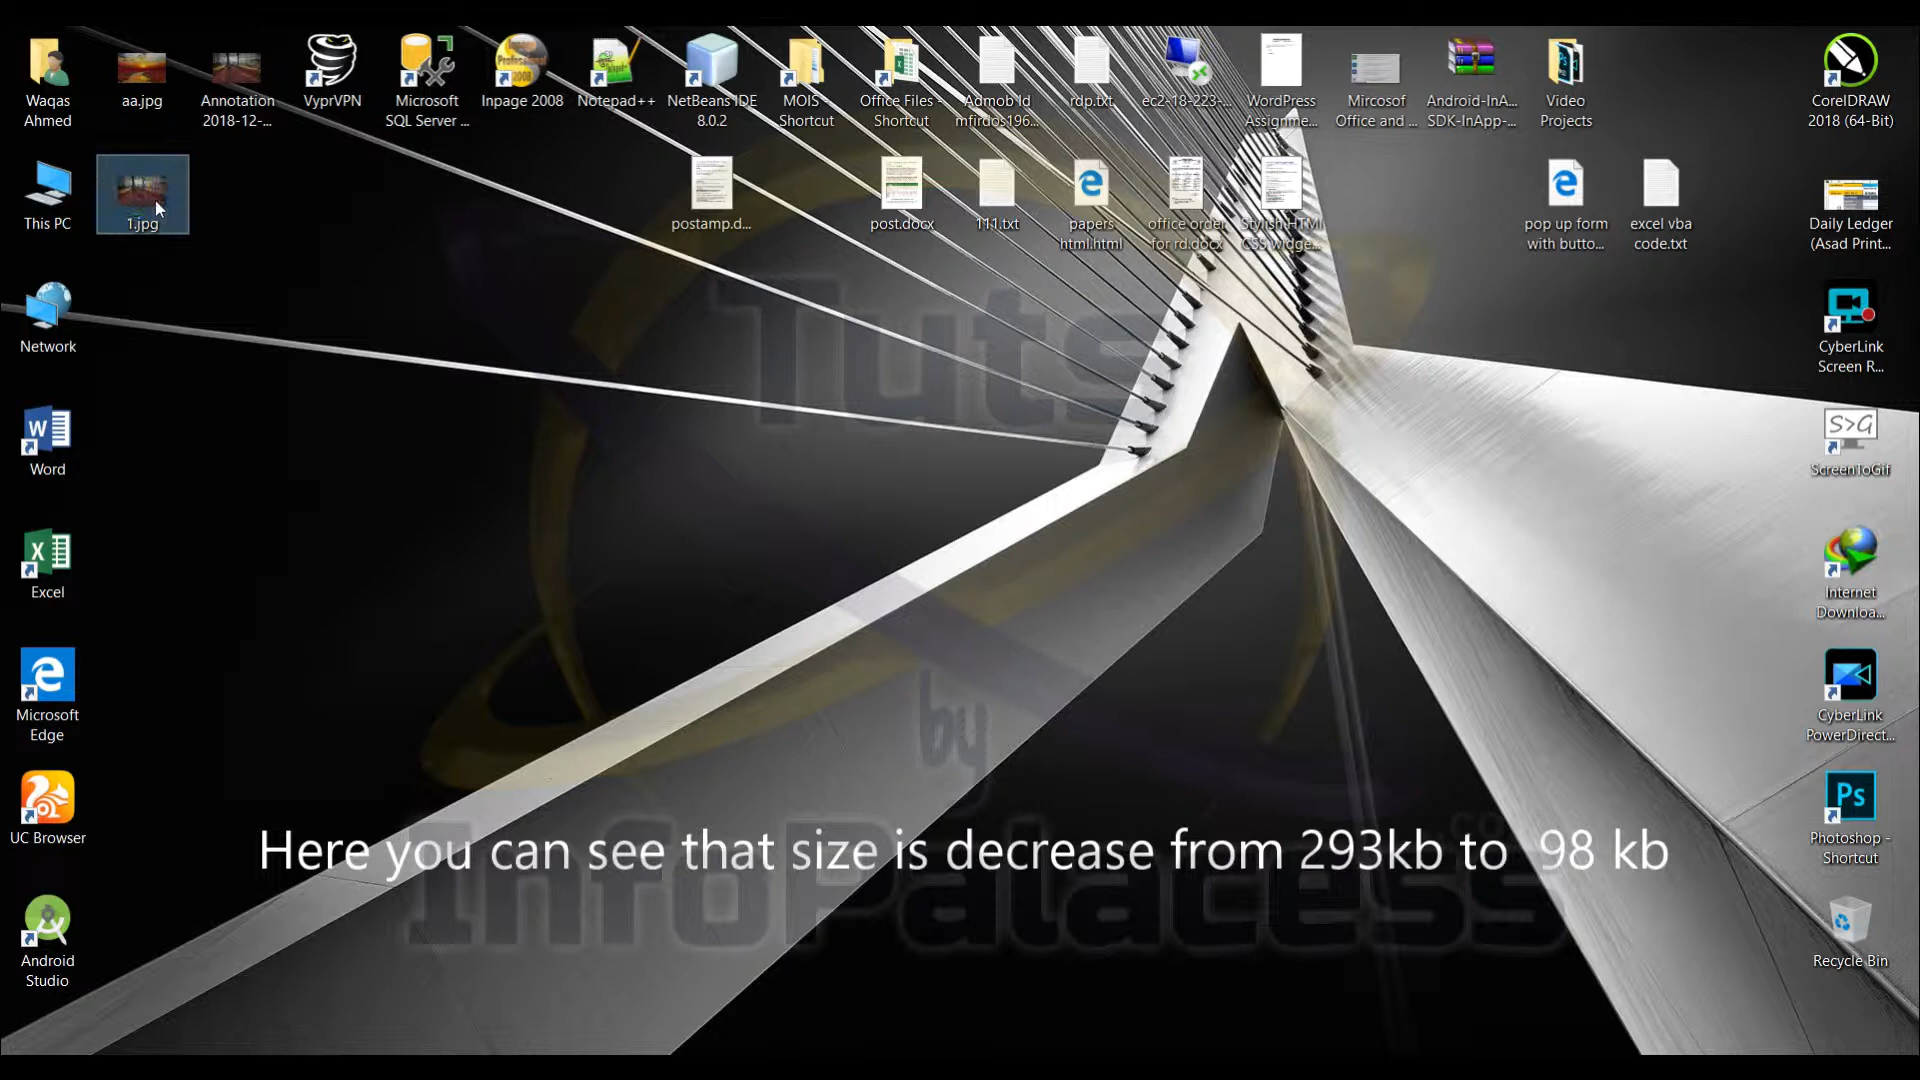 Waqas
Ahmed
aa.jpg
Annotation
2018-12-...
VyprVPN
Microsoft
SQL Server ...
Inpage 2008
Notepad++
NetBeans IDE
8.0.2
MOIS -
Shortcut
Office Files -
Shortcut
Admob Id
mfirdos196...
rdp.txt
ec2-18-223-...
WordPress
Assignme...
Mircosof
Office and ...
Android-InA...
SDK-InApp-...
Video
Projects
CorelDRAW
2018 (64-Bit)
This PC
1.jpg
postamp.d...
post.docx
111.txt
papers
html.html
office order
for rd.docx
Stylish HTMl
CSS widge...
pop up form
with butto...
excel vba
code.txt
Daily Ledger
(Asad Print...
Network
CyberLink
Screen R...
Word
S>G
ScreenToGif
Excel
Internet
Downloa...
Microsoft
Edge
CyberLink
PowerDirect...
UC Browser
Ps
Photoshop -
Shortcut
Android
Studio
Recycle Bin
Tuts
by
InfoPalacess
Here you can see that size is decrease from 293kb to  98 kb